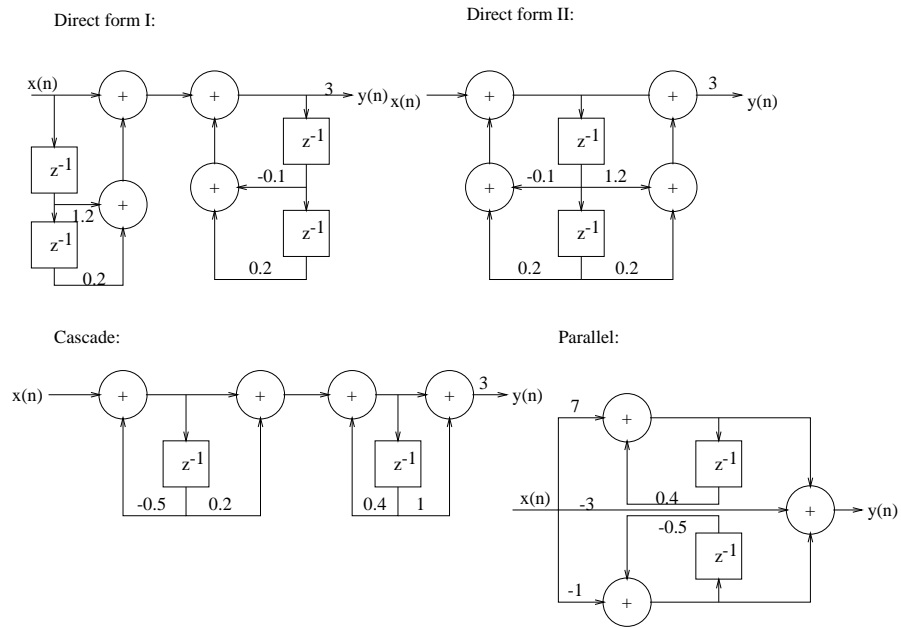 Direct form I:
x(n)
+
+
3
y(n)
z-1
z-1
-0.1
+
1.2
z-1
z-1
0.2
0.2
Direct form II:
x(n)
+
+
3
y(n)
z-1
-0.1
1.2
+
+
z-1
0.2
0.2
Cascade:
x(n)
+
+
+
+
3
y(n)
z-1
z-1
-0.5
0.2
0.4
1
Parallel:
7
+
z-1
0.4
x(n)
-3
+
y(n)
-0.5
z-1
-1
+